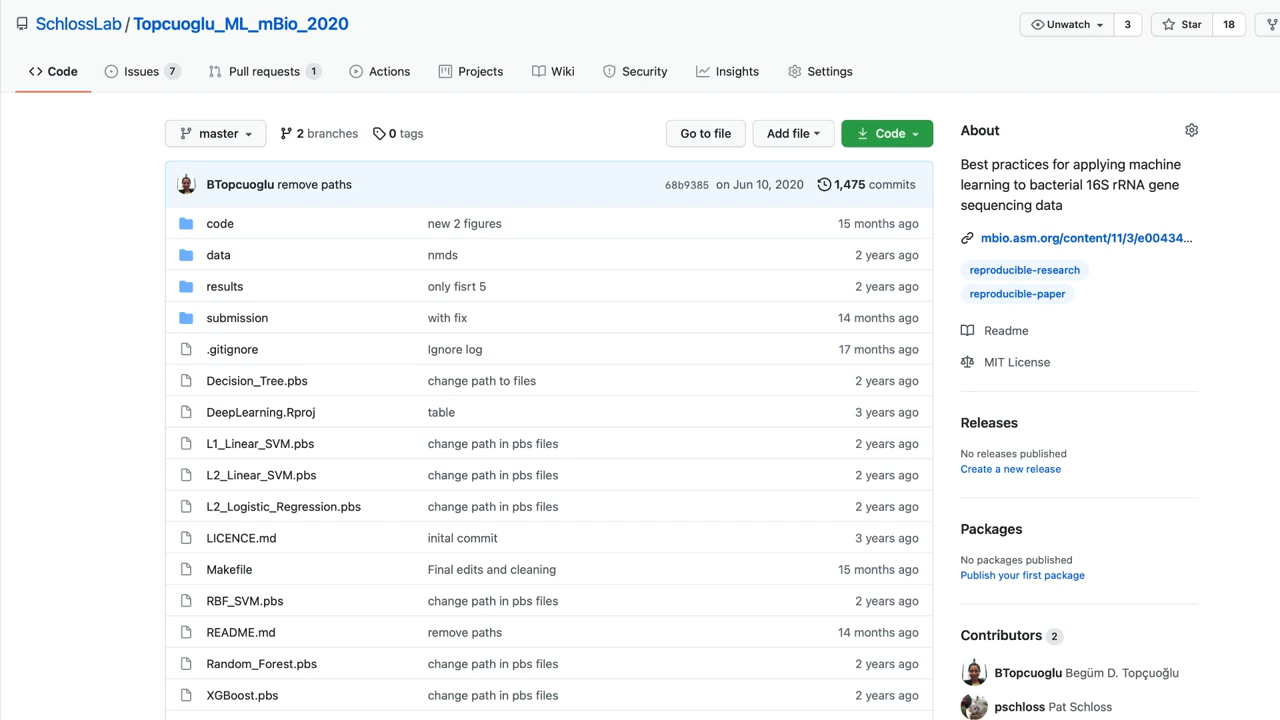 SchlossLab / Topcuoglu_ML_mBio_2020
Unwatch 3 Star 18
Code Issues 7 Pull requests 1 Actions Projects Wiki Security Insights Settings
master 2 branches 0 tags Go to file Add file Code
BTopcuoglu remove paths 68b9385 on Jun 10, 2020 1,475 commits
code new 2 figures 15 months ago
data nmds 2 years ago
results only fisrt 5 2 years ago
submission with fix 14 months ago
.gitignore Ignore log 17 months ago
Decision_Tree.pbs change path to files 2 years ago
DeepLearning.Rproj table 3 years ago
L1_Linear_SVM.pbs change path in pbs files 2 years ago
L2_Linear_SVM.pbs change path in pbs files 2 years ago
L2_Logistic_Regression.pbs change path in pbs files 2 years ago
LICENCE.md inital commit 3 years ago
Makefile Final edits and cleaning 15 months ago
RBF_SVM.pbs change path in pbs files 2 years ago
README.md remove paths 14 months ago
Random_Forest.pbs change path in pbs files 2 years ago
XGBoost.pbs change path in pbs files 2 years ago
About
Best practices for applying machine
learning to bacterial 16S rRNA gene
sequencing data
mbio.asm.org/content/11/3/e00434...
reproducible-research
reproducible-paper
Readme
MIT License
Releases
No releases published
Create a new release
Packages
No packages published
Publish your first package
Contributors 2
BTopcuoglu Begüm D. Topçuoğlu
pschloss Pat Schloss